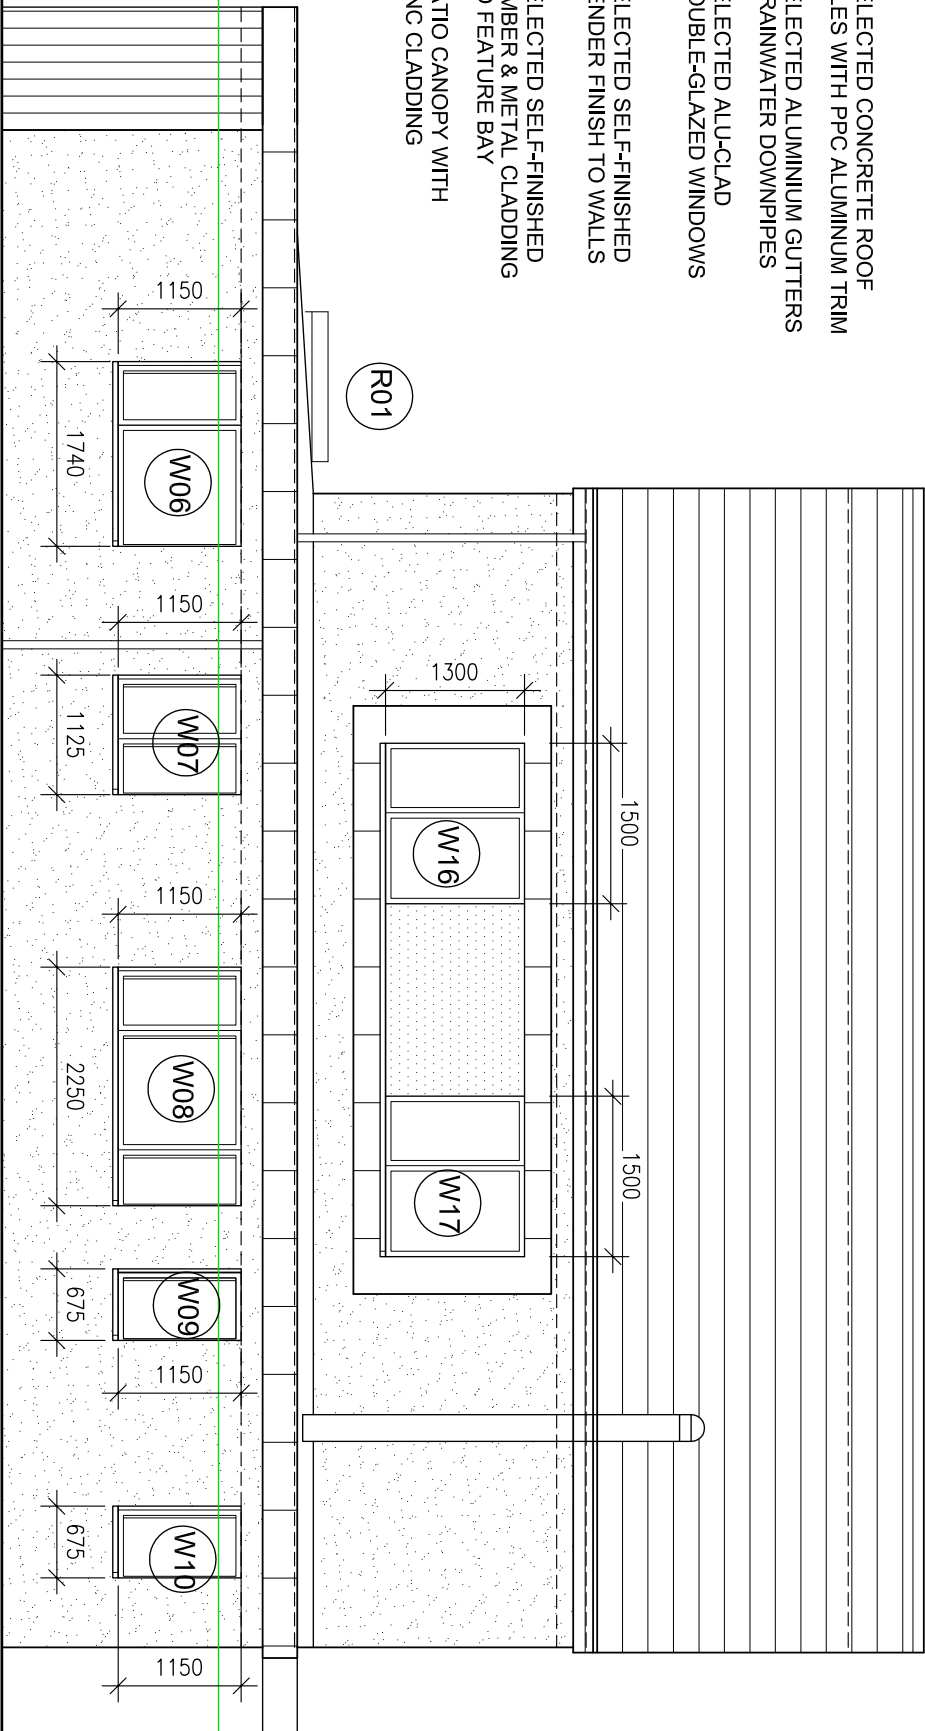 ELECTED CONCRETE ROOF
LES WITH PPC ALUMINUM TRIM
ELECTED ALUMINIUM GUTTERS
RAINWATER DOWNPIPES
ELECTED ALU-CLAD
OUBLE-GLAZED WINDOWS
ELECTED SELF-FINISHED
ENDER FINISH TO WALLS
ELECTED SELF-FINISHED
MBER & METAL CLADDING
O FEATURE BAY
ATIO CANOPY WITH
NC CLADDING
R01
1500
1500
1300
W16
W17
1150
1150
1150
1150
1150
W06
W07
W08
W09
W10
1740
1125
2250
675
675